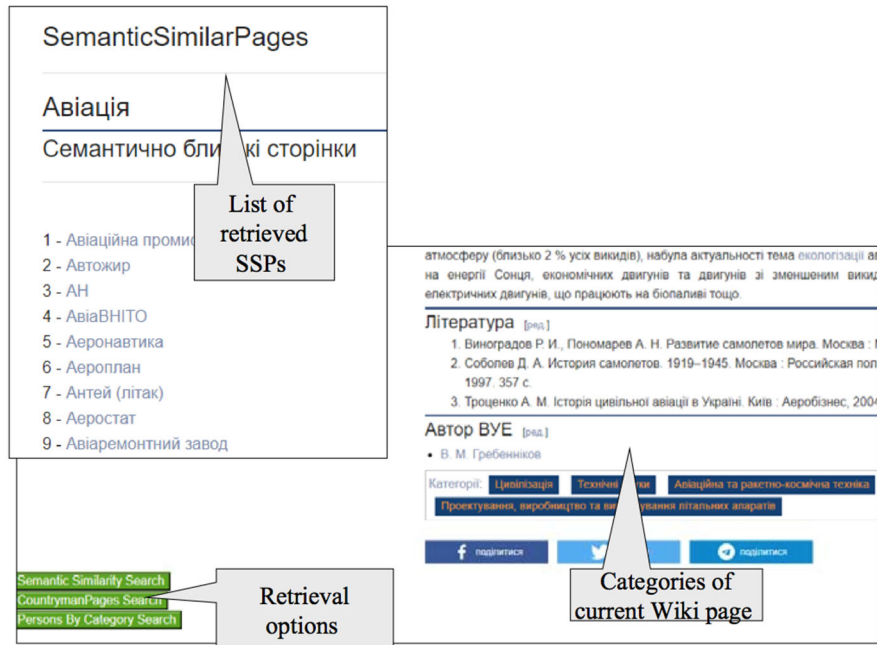 SemanticSimilarPages
Авіація
Семантично кі сторінки
List of
retrieved
SSPs
1 - Авіаційна
2 - Автожир
3 - АН
4 - АвіаВНІТО
5 - Аеронавтика
6 - Аероплан
7 - Антей (літак)
8 - Аеростат
9 - Авіаремонтний завод
атмосферу (близько 2 % усіх викидів), набула актуальності тема екологізації
на енергії Сонця, економічних двигунів та двигунів зі зменшеним
електричних двигунів, що працюють на біопаливі тощо.
Література [ред.]
1. Виноградов Р. И., Пономарев А. Н. Развитие самолетов мира. Москва :
2. Соболев Д. А. История самолетов. 1919–1945. Москва : Российская
1997. 357 с.
3. Троценко А. М. Історія цивільної авіації в Україні. Київ : Аеробізнес, 2004
Автор ВУЕ [ред.]
• В. М. Гребенніков
Категорії: Цивілізація Технічні Авіаційна та ракетно-космічна техніка
Проектування, виробництво та літальних апаратів
поділитися поділитися
Categories of
current Wiki page
Semantic Similarity Search
CountrymanPages Search
Persons By Category Search
Retrieval
options